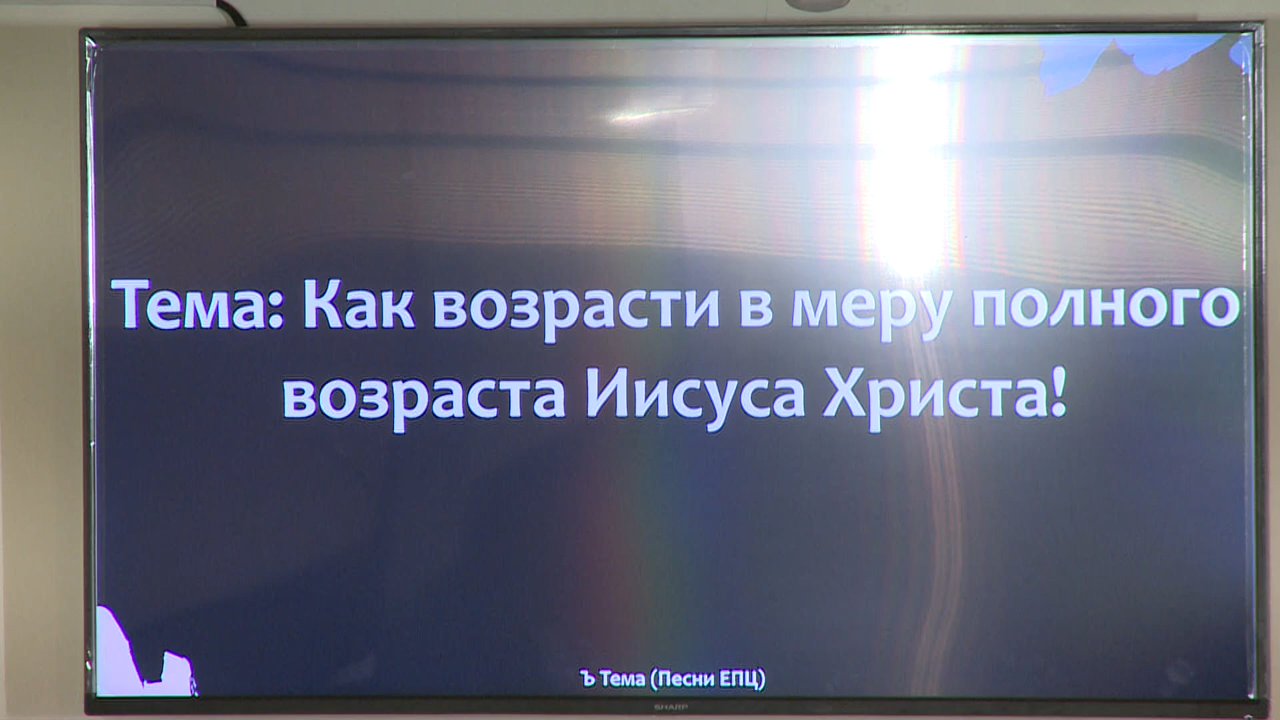 Тема: Как возрасти в меру полного
возраста Иисуса Христа!
Ъ Тема (Песни ЕПЦ)
SHARP